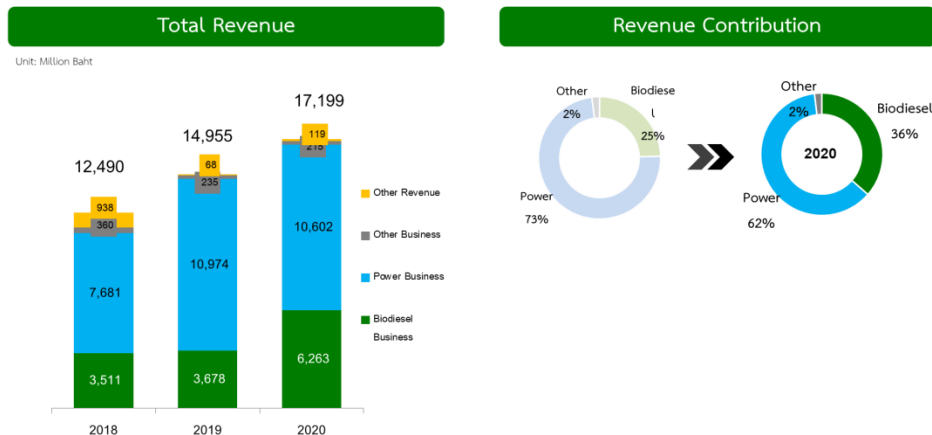 Total Revenue
Unit: Million Baht
17,199
14,955
12,490
119
215
68
235
938
360
10,602
10,974
7,681
6,263
3,678
3,511
2018
2019
2020
Other Revenue
Other Business
Power Business
Biodiesel
Business
Revenue Contribution
Other
2%
Biodiese
l
25%
Power
73%
Other
2%
Biodiesel
36%
2020
Power
62%